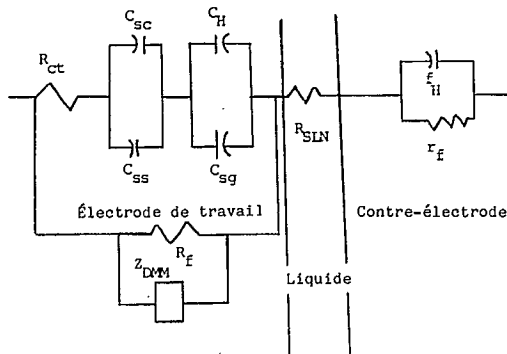 C_sc
C_H
R_ct
f_H
R_SLN
r_f
C_ss
C_sg
Électrode de travail
Contre-électrode
R_f
Z_DMM
Liquide